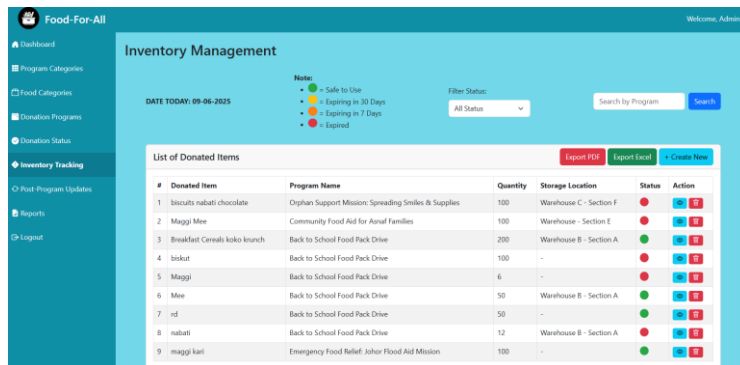 Food-For-All
Welcome, Admin
Dashboard
Program Categories
Food Categories
Donation Programs
Donation Status
Inventory Tracking
Post-Program Updates
Reports
Logout
Inventory Management
DATE TODAY: 09-06-2025
Note:
= Safe to Use
= Expiring in 30 Days
= Expiring in 7 Days
= Expired
Filter Status:
All Status
Search by Program
Search
List of Donated Items
Export PDF
Export Excel
+ Create New
# Donated Item Program Name Quantity Storage Location Status Action
1 biscuits nabati chocolate Orphan Support Mission: Spreading Smiles & Supplies 100 Warehouse C - Section F
2 Maggi Mee Community Food Aid for Asnaf Families 100 Warehouse - Section E
3 Breakfast Cereals koko krunch Back to School Food Pack Drive 200 Warehouse B - Section A
4 biskut Back to School Food Pack Drive 100 -
5 Maggi Back to School Food Pack Drive 6 -
6 Mee Back to School Food Pack Drive 50 Warehouse B - Section A
7 rd Back to School Food Pack Drive 50 -
8 nabati Back to School Food Pack Drive 12 Warehouse B - Section A
9 maggi kari Emergency Food Relief: Johor Flood Aid Mission 100 -